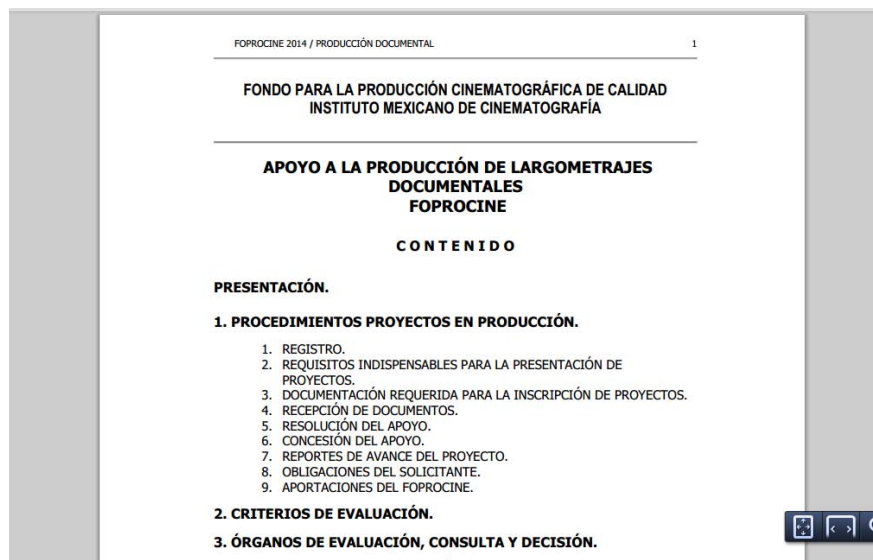 FOPROCINE 2014 / PRODUCCIÓN DOCUMENTAL 1
FONDO PARA LA PRODUCCIÓN CINEMATOGRÁFICA DE CALIDAD
INSTITUTO MEXICANO DE CINEMATOGRAFÍA
APOYO A LA PRODUCCIÓN DE LARGOMETRAJES
DOCUMENTALES
FOPROCINE
C O N T E N I D O
PRESENTACIÓN.
1. PROCEDIMIENTOS PROYECTOS EN PRODUCCIÓN.
1. REGISTRO.
2. REQUISITOS INDISPENSABLES PARA LA PRESENTACIÓN DE
PROYECTOS.
3. DOCUMENTACIÓN REQUERIDA PARA LA INSCRIPCIÓN DE PROYECTOS.
4. RECEPCIÓN DE DOCUMENTOS.
5. RESOLUCIÓN DEL APOYO.
6. CONCESIÓN DEL APOYO.
7. REPORTES DE AVANCE DEL PROYECTO.
8. OBLIGACIONES DEL SOLICITANTE.
9. APORTACIONES DEL FOPROCINE.
2. CRITERIOS DE EVALUACIÓN.
3. ÓRGANOS DE EVALUACIÓN, CONSULTA Y DECISIÓN.